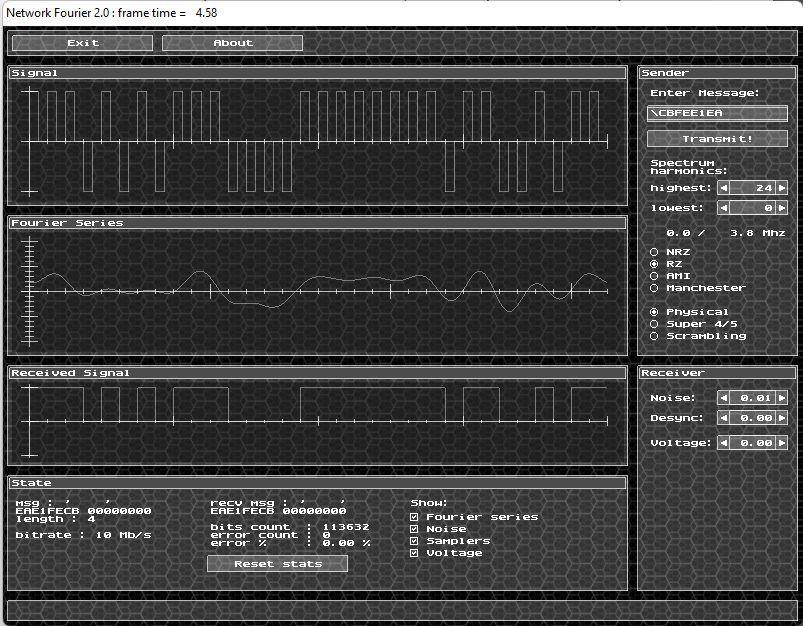 Network Fourier 2.0 : frame time =   4.58
Exit
About
Signal
Fourier Series
Received Signal
State
msg : '    '
EAE1FECB 00000000
length : 4
bitrate : 10 Mb/s
recv msg : '    '
EAE1FECB 00000000
bits count  : 113632
error count : 0
error %     : 0.00 %
Reset stats
Show:
Fourier series
Noise
Samplers
Voltage
Sender
Enter Message:
\CBFEE1EA
Transmit!
Spectrum
harmonics:
highest: 24
lowest: 0
0.0 /   3.8 Mhz
NRZ
RZ
AMI
Manchester
Physical
Super 4/5
Scrambling
Receiver
Noise: 0.01
Desync: 0.00
Voltage: 0.00